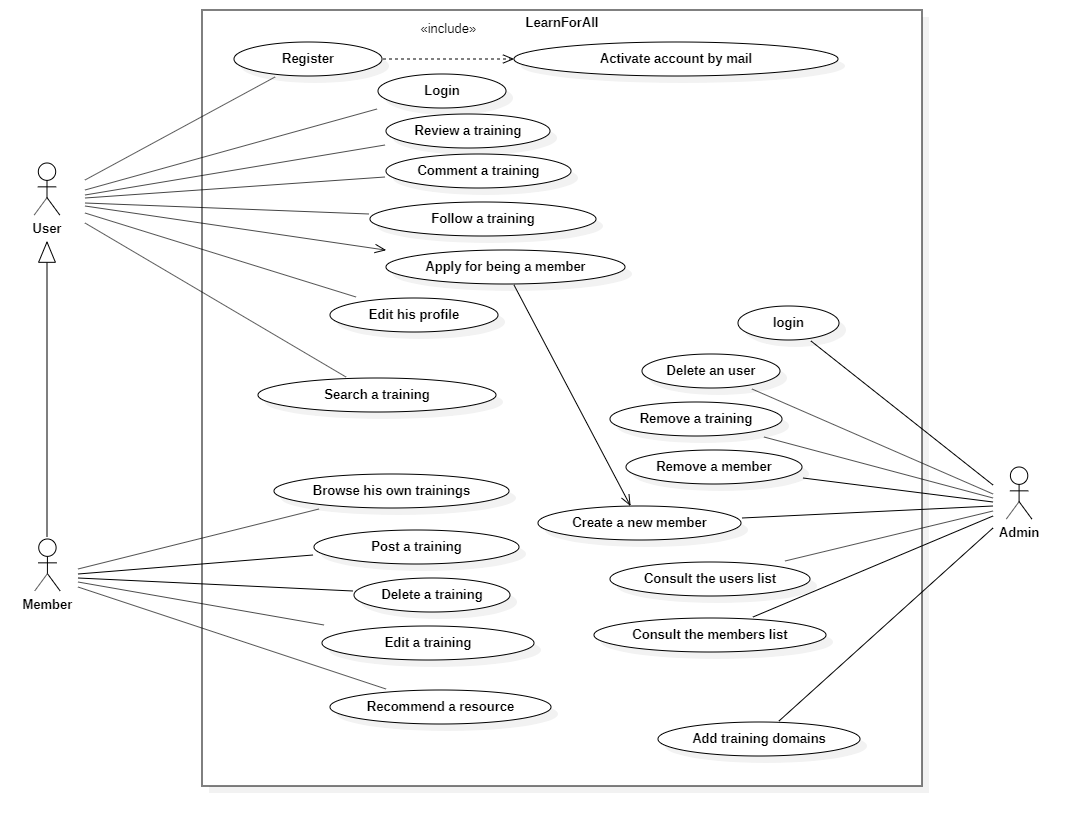 LearnForAll
«include»
Register
Activate account by mail
Login
Review a training
Comment a training
Follow a training
User
Apply for being a member
Edit his profile
login
Delete an user
Search a training
Remove a training
Remove a member
Browse his own trainings
Create a new member
Admin
Post a training
Consult the users list
Delete a training
Member
Consult the members list
Edit a training
Recommend a resource
Add training domains